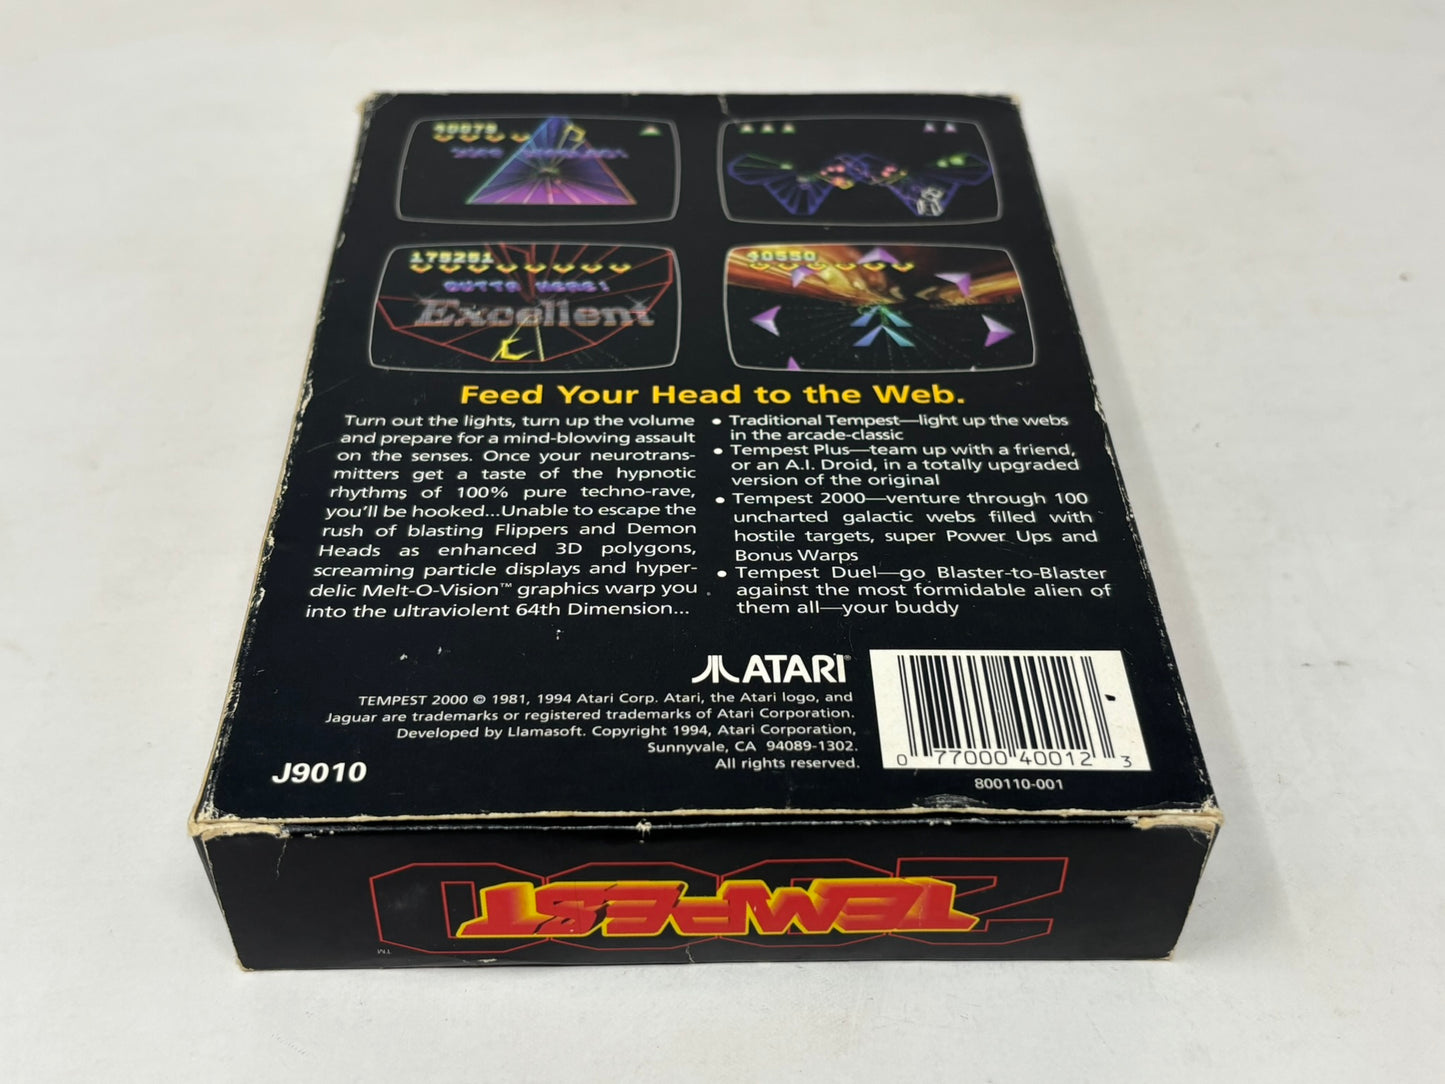 40075
175251
OUTTA HERE!
Excellent
40550
Feed Your Head to the Web.
Turn out the lights, turn up the volume
and prepare for a mind-blowing assault
on the senses. Once your neurotrans-
mitters get a taste of the hypnotic
rhythms of 100% pure techno-rave,
you'll be hooked...Unable to escape the
rush of blasting Flippers and Demon
Heads as enhanced 3D polygons,
screaming particle displays and hyper-
delic Melt-O-Vision™ graphics warp you
into the ultraviolent 64th Dimension...
• Traditional Tempest—light up the webs
in the arcade-classic
• Tempest Plus—team up with a friend,
or an A.I. Droid, in a totally upgraded
version of the original
• Tempest 2000—venture through 100
uncharted galactic webs filled with
hostile targets, super Power Ups and
Bonus Warps
• Tempest Duel—go Blaster-to-Blaster
against the most formidable alien of
them all—your buddy
ATARI®
TEMPEST 2000 © 1981, 1994 Atari Corp. Atari, the Atari logo, and
Jaguar are trademarks or registered trademarks of Atari Corporation.
Developed by Llamasoft. Copyright 1994, Atari Corporation,
Sunnyvale, CA 94089-1302.
All rights reserved.
J9010
0 77000 40012 3
800110-001
TEMPEST
2000™